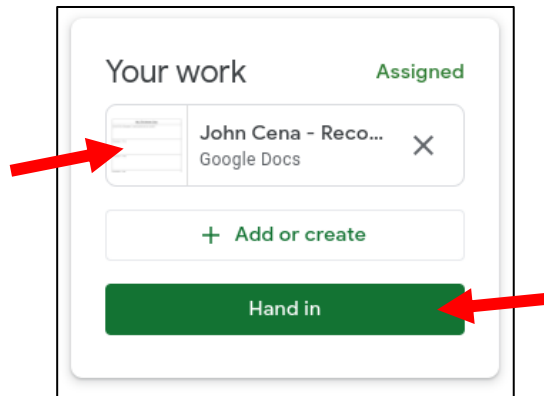 Your work
Assigned
John Cena - Reco...
Google Docs
+ Add or create
Hand in